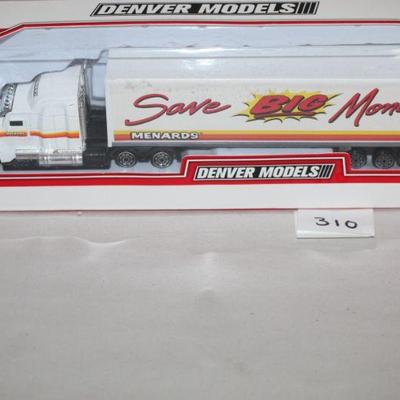 DENVER MODELS
Save BIG Mon
MENARDS
DENVER MODELS
310